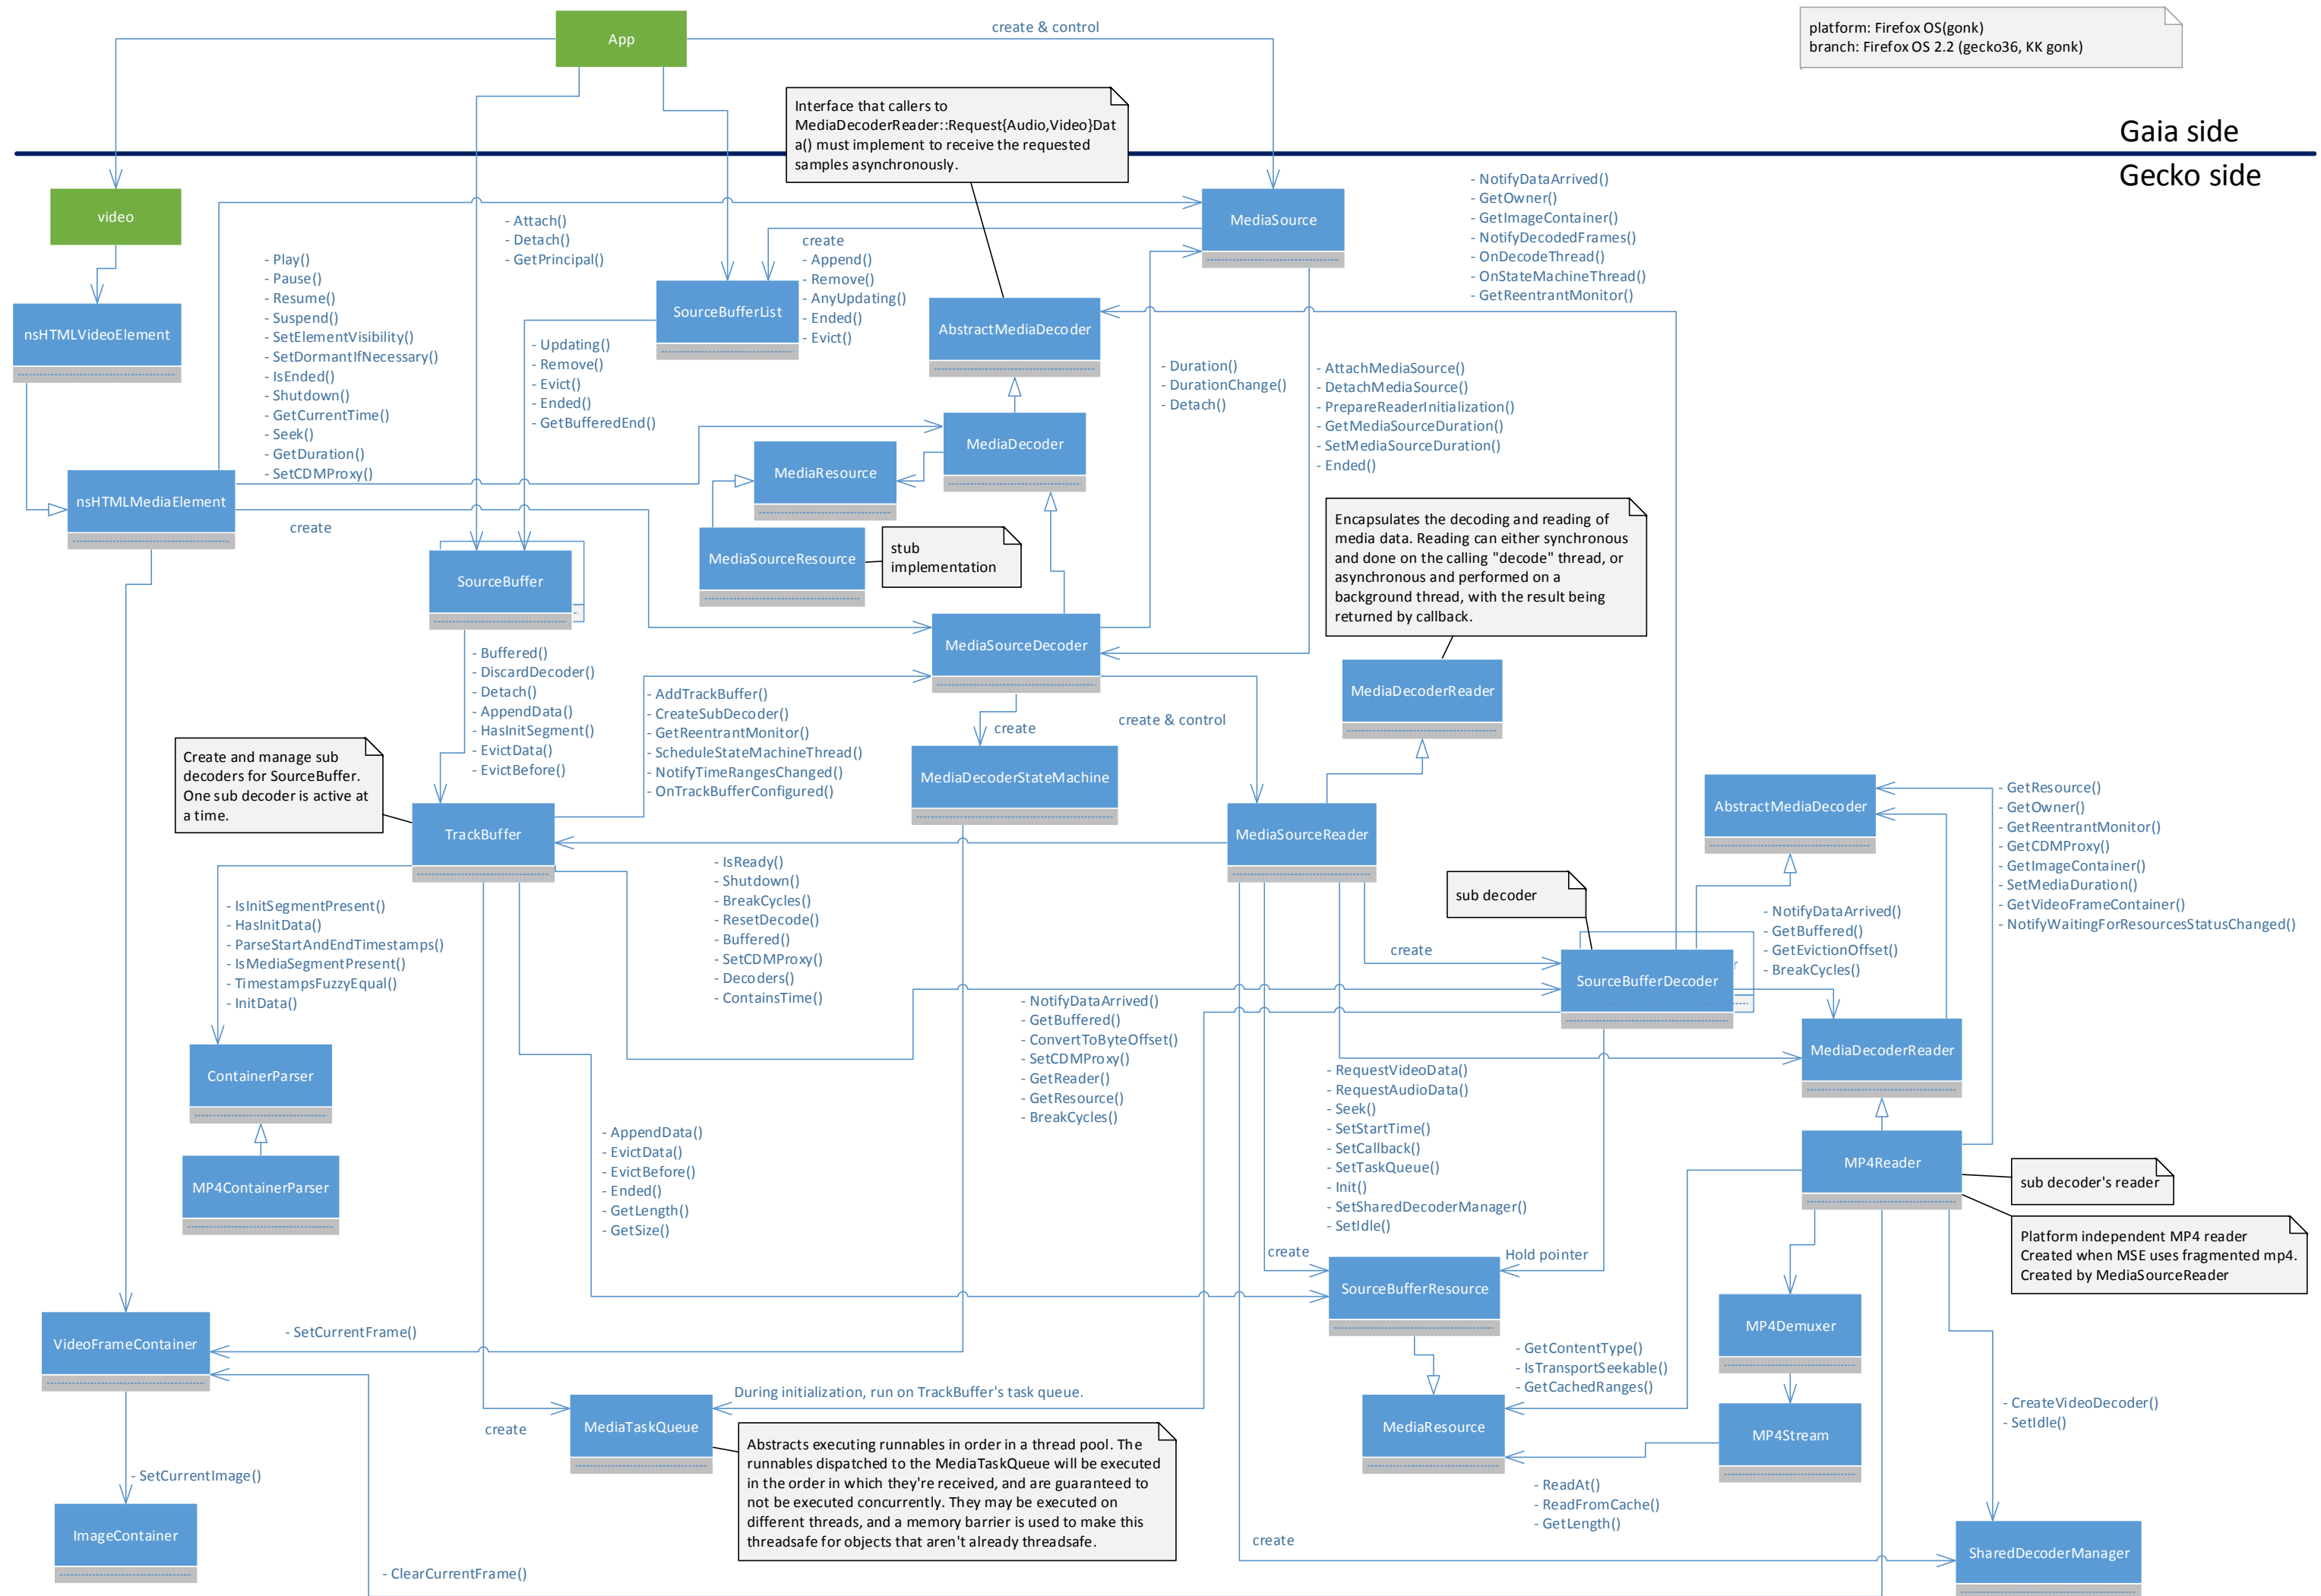 App
create & control
platform: Firefox OS(gonk)
branch: Firefox OS 2.2 (gecko36, KK gonk)
Interface that callers to
MediaDecoderReader::Request{Audio,Video}Dat
a() must implement to receive the requested
samples asynchronously.
Gaia side
Gecko side
video
- Attach()
- Detach()
- GetPrincipal()
MediaSource
- NotifyDataArrived()
- GetOwner()
- GetImageContainer()
- NotifyDecodedFrames()
- OnDecodeThread()
- OnStateMachineThread()
- GetReentrantMonitor()
nsHTMLVideoElement
- Play()
- Pause()
- Resume()
- Suspend()
- SetElementVisibility()
- SetDormantIfNecessary()
- IsEnded()
- Shutdown()
- GetCurrentTime()
- Seek()
- GetDuration()
- SetCDMProxy()
SourceBufferList
create
- Append()
- Remove()
- AnyUpdating()
- Ended()
- Evict()
AbstractMediaDecoder
- Updating()
- Remove()
- Evict()
- Ended()
- GetBufferedEnd()
- Duration()
- DurationChange()
- Detach()
- AttachMediaSource()
- DetachMediaSource()
- PrepareReaderInitialization()
- GetMediaSourceDuration()
- SetMediaSourceDuration()
- Ended()
MediaDecoder
MediaResource
nsHTMLMediaElement
create
MediaSourceResource
stub
implementation
Encapsulates the decoding and reading of
media data. Reading can either synchronous
and done on the calling "decode" thread, or
asynchronous and performed on a
background thread, with the result being
returned by callback.
SourceBuffer
MediaSourceDecoder
- Buffered()
- DiscardDecoder()
- Detach()
- AppendData()
- HasInitSegment()
- EvictData()
- EvictBefore()
- AddTrackBuffer()
- CreateSubDecoder()
- GetReentrantMonitor()
- ScheduleStateMachineThread()
- NotifyTimeRangesChanged()
- OnTrackBufferConfigured()
create
create & control
MediaDecoderReader
Create and manage sub
decoders for SourceBuffer.
One sub decoder is active at
a time.
MediaDecoderStateMachine
TrackBuffer
MediaSourceReader
AbstractMediaDecoder
- GetResource()
- GetOwner()
- GetReentrantMonitor()
- GetCDMProxy()
- GetImageContainer()
- SetMediaDuration()
- GetVideoFrameContainer()
- NotifyWaitingForResourcesStatusChanged()
- IsReady()
- Shutdown()
- BreakCycles()
- ResetDecode()
- Buffered()
- SetCDMProxy()
- Decoders()
- ContainsTime()
- IsInitSegmentPresent()
- HasInitData()
- ParseStartAndEndTimestamps()
- IsMediaSegmentPresent()
- TimestampsFuzzyEqual()
- InitData()
sub decoder
create
SourceBufferDecoder
- NotifyDataArrived()
- GetBuffered()
- GetEvictionOffset()
- BreakCycles()
- NotifyDataArrived()
- GetBuffered()
- ConvertToByteOffset()
- SetCDMProxy()
- GetReader()
- GetResource()
- BreakCycles()
ContainerParser
MediaDecoderReader
- RequestVideoData()
- RequestAudioData()
- Seek()
- SetStartTime()
- SetCallback()
- SetTaskQueue()
- Init()
- SetSharedDecoderManager()
- SetIdle()
- AppendData()
- EvictData()
- EvictBefore()
- Ended()
- GetLength()
- GetSize()
MP4ContainerParser
MP4Reader
sub decoder's reader
Platform independent MP4 reader
Created when MSE uses fragmented mp4.
Created by MediaSourceReader
create
Hold pointer
SourceBufferResource
MP4Demuxer
VideoFrameContainer
- SetCurrentFrame()
- GetContentType()
- IsTransportSeekable()
- GetCachedRanges()
During initialization, run on TrackBuffer's task queue.
create
MediaTaskQueue
MediaResource
MP4Stream
- CreateVideoDecoder()
- SetIdle()
Abstracts executing runnables in order in a thread pool. The
runnables dispatched to the MediaTaskQueue will be executed
in the order in which they're received, and are guaranteed to
not be executed concurrently. They may be executed on
different threads, and a memory barrier is used to make this
threadsafe for objects that aren't already threadsafe.
- SetCurrentImage()
- ReadAt()
- ReadFromCache()
- GetLength()
ImageContainer
create
SharedDecoderManager
- ClearCurrentFrame()